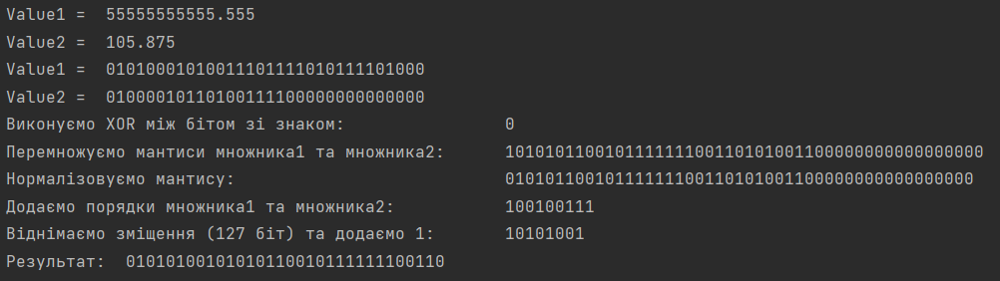 Value1 =  55555555555.555
Value2 =  105.875
Value1 =  01010001010011101111010111101000
Value2 =  01000010110100111100000000000000
Виконуємо XOR між бітом зі знаком: 0
Перемножуємо мантиси множника1 та множника2: 101010110010111111100110101001100000000000000000
Нормалізовуємо мантису: 01010110010111111100110101001100000000000000000
Додаємо порядки множника1 та множника2: 100100111
Віднімаємо зміщення (127 біт) та додаємо 1: 10101001
Результат:  01010100101010110010111111100110